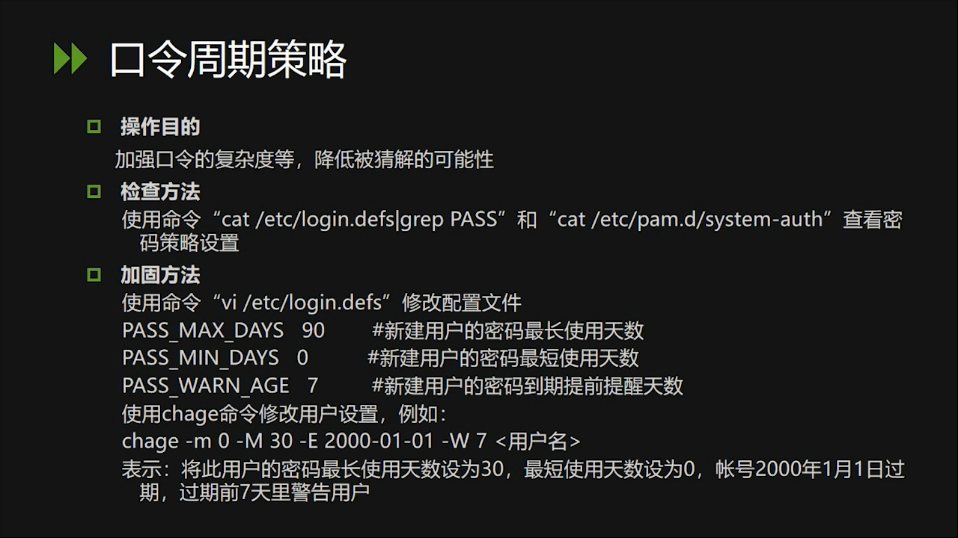 口令周期策略
操作目的
加强口令的复杂度等，降低被猜解的可能性
检查方法
使用命令“cat /etc/login.defs|grep PASS”和“cat /etc/pam.d/system-auth”查看密
码策略设置
加固方法
使用命令“vi /etc/login.defs”修改配置文件
PASS_MAX_DAYS 90 #新建用户的密码最长使用天数
PASS_MIN_DAYS 0 #新建用户的密码最短使用天数
PASS_WARN_AGE 7 #新建用户的密码到期提前提醒天数
使用chage命令修改用户设置，例如：
chage -m 0 -M 30 -E 2000-01-01 -W 7 <用户名>
表示：将此用户的密码最长使用天数设为30，最短使用天数设为0，帐号2000年1月1日过
期，过期前7天里警告用户